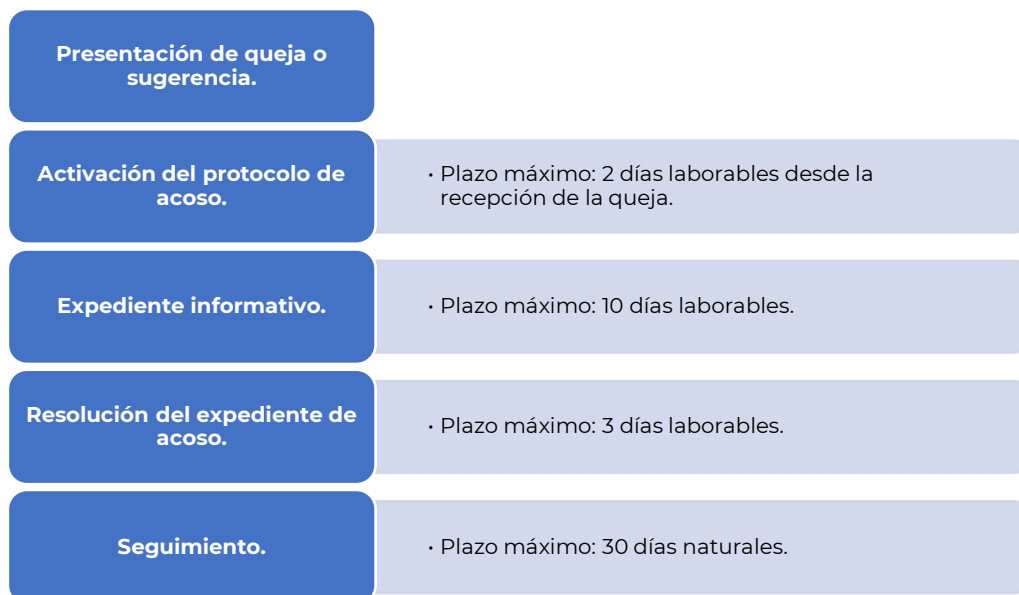 Presentación de queja o
sugerencia.
Activación del protocolo de
acoso.
· Plazo máximo: 2 días laborables desde la
recepción de la queja.
Expediente informativo.
· Plazo máximo: 10 días laborables.
Resolución del expediente de
acoso.
· Plazo máximo: 3 días laborables.
Seguimiento.
· Plazo máximo: 30 días naturales.